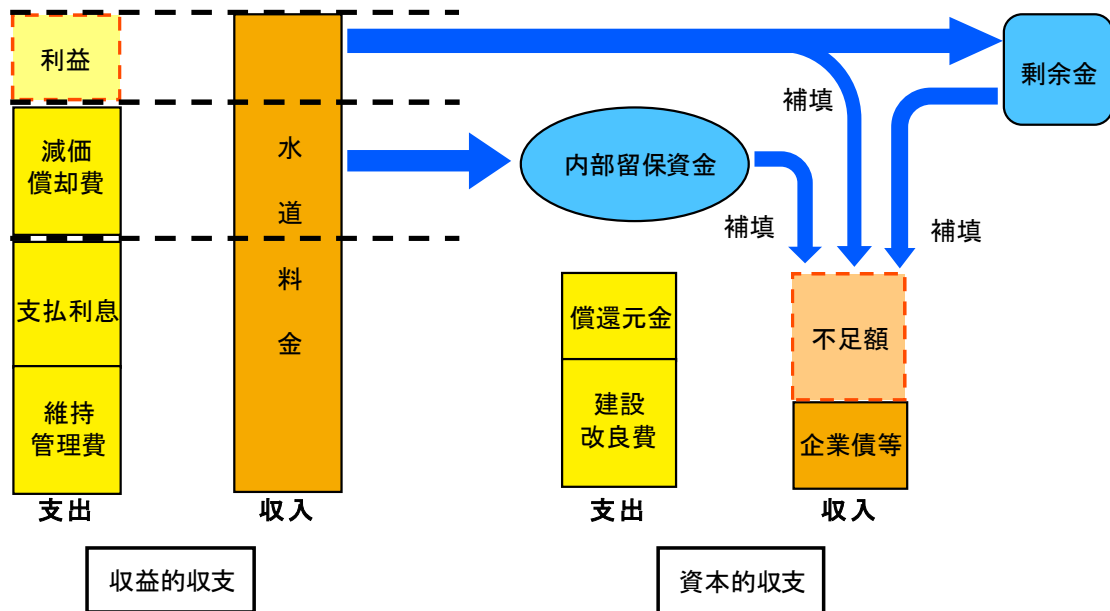 利益
減価
償却費
支払利息
維持
管理費
支出
水
道
料
金
収入
収益的収支
内部留保資金
剰余金
補填
補填
補填
償還元金
建設
改良費
支出
不足額
企業債等
収入
資本的収支